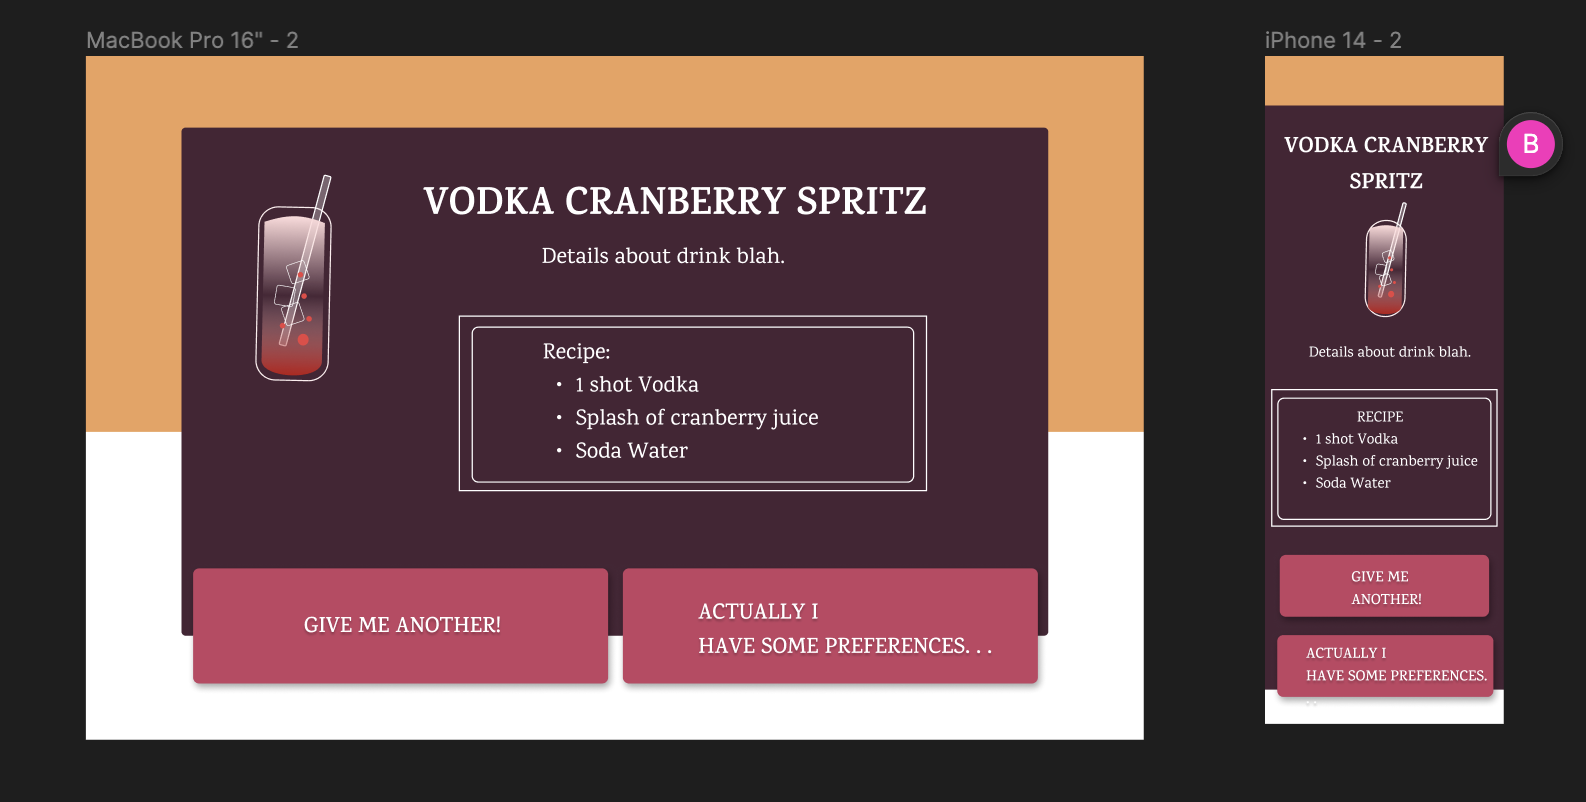 MacBook Pro 16" - 2
VODKA CRANBERRY SPRITZ
Details about drink blah.
Recipe:
• 1 shot Vodka
• Splash of cranberry juice
• Soda Water
GIVE ME ANOTHER!
ACTUALLY I
HAVE SOME PREFERENCES. . .
iPhone 14 - 2
VODKA CRANBERRY
SPRITZ
B
Details about drink blah.
RECIPE
• 1 shot Vodka
• Splash of cranberry juice
• Soda Water
GIVE ME
ANOTHER!
ACTUALLY I
HAVE SOME PREFERENCES.
. .